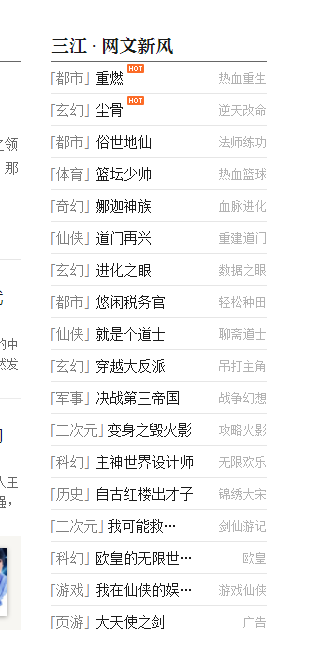 三江 · 网文新风
「都市」重燃 HOT 热血重生
「玄幻」尘骨 HOT 逆天改命
「都市」俗世地仙 法师练功
「体育」篮坛少帅 热血篮球
「奇幻」娜迦神族 血脉进化
「仙侠」道门再兴 重建道门
「玄幻」进化之眼 数据之眼
「都市」悠闲税务官 轻松种田
「仙侠」就是个道士 聊斋道士
「玄幻」穿越大反派 吊打主角
「军事」决战第三帝国 战争幻想
「二次元」变身之毁火影 攻略火影
「科幻」主神世界设计师 无限欢乐
「历史」自古红楼出才子 锦绣大宋
「二次元」我可能救… 剑仙游记
「科幻」欧皇的无限世… 欧皇
「游戏」我在仙侠的娱… 游戏仙侠
「页游」大天使之剑 广告
之领
那
的中
然发
人王
强，